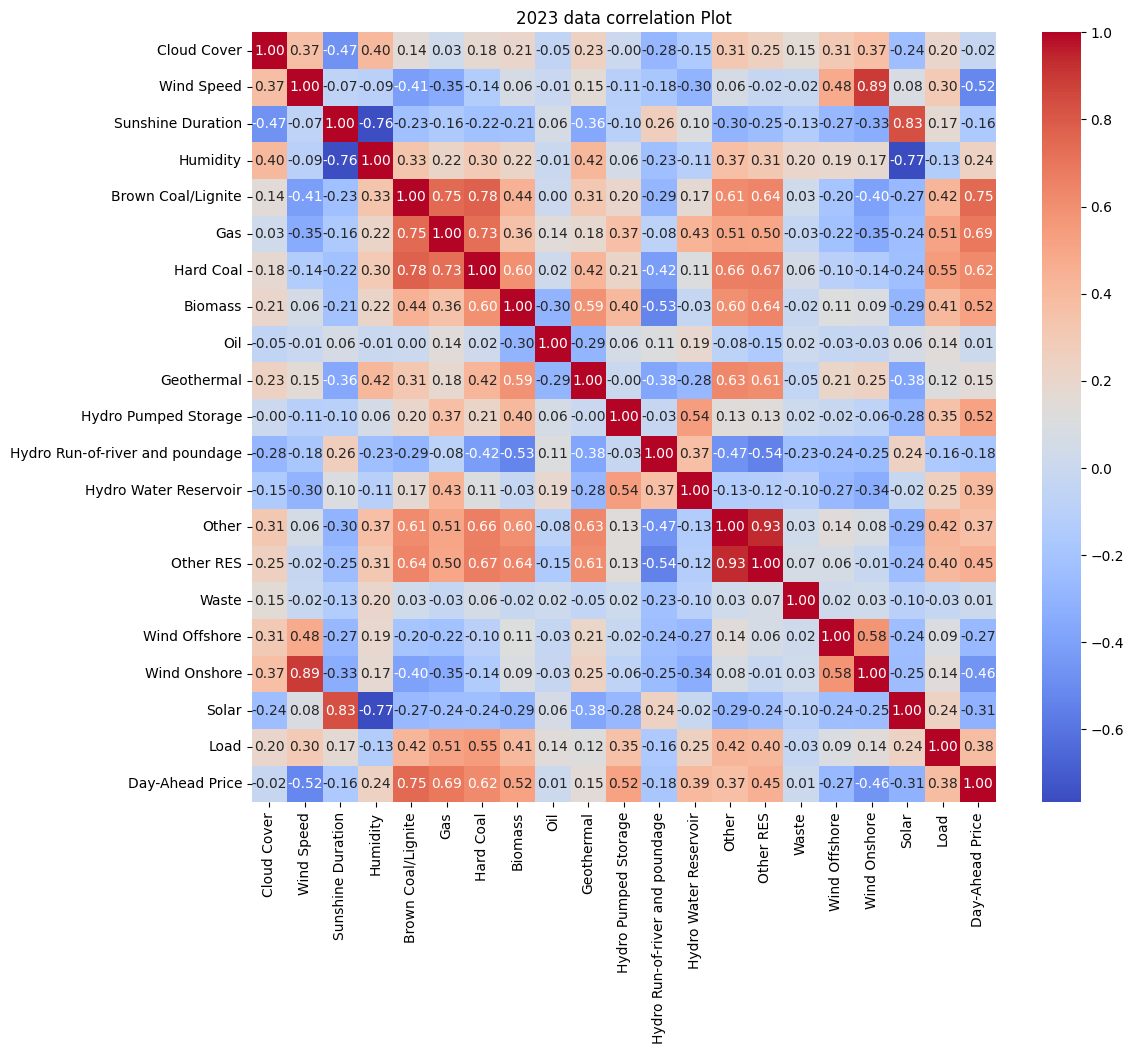 2023 data correlation Plot
Cloud Cover 1.00 0.37 -0.47 0.40 0.14 0.03 0.18 0.21 -0.05 0.23 -0.00 -0.28 -0.15 0.31 0.25 0.15 0.31 0.37 -0.24 0.20 -0.02
Wind Speed 0.37 1.00 -0.07 -0.09 -0.41 -0.35 -0.14 0.06 -0.01 0.15 -0.11 -0.18 -0.30 0.06 -0.02 -0.02 0.48 0.89 0.08 0.30 -0.52
Sunshine Duration -0.47 -0.07 1.00 -0.76 -0.23 -0.16 -0.22 -0.21 0.06 -0.36 -0.10 0.26 0.10 -0.30 -0.25 -0.13 -0.27 -0.33 0.83 0.17 -0.16
Humidity 0.40 -0.09 -0.76 1.00 0.33 0.22 0.30 0.22 -0.01 0.42 0.06 -0.23 -0.11 0.37 0.31 0.20 0.19 0.17 -0.77 -0.13 0.24
Brown Coal/Lignite 0.14 -0.41 -0.23 0.33 1.00 0.75 0.78 0.44 0.00 0.31 0.20 -0.29 0.17 0.61 0.64 0.03 -0.20 -0.40 -0.27 0.42 0.75
Gas 0.03 -0.35 -0.16 0.22 0.75 1.00 0.73 0.36 0.14 0.18 0.37 -0.08 0.43 0.51 0.50 -0.03 -0.22 -0.35 -0.24 0.51 0.69
Hard Coal 0.18 -0.14 -0.22 0.30 0.78 0.73 1.00 0.60 0.02 0.42 0.21 -0.42 0.11 0.66 0.67 0.06 -0.10 -0.14 -0.24 0.55 0.62
Biomass 0.21 0.06 -0.21 0.22 0.44 0.36 0.60 1.00 -0.30 0.59 0.40 -0.53 -0.03 0.60 0.64 -0.02 0.11 0.09 -0.29 0.41 0.52
Oil -0.05 -0.01 0.06 -0.01 0.00 0.14 0.02 -0.30 1.00 -0.29 0.06 0.11 0.19 -0.08 -0.15 0.02 -0.03 -0.03 0.06 0.14 0.01
Geothermal 0.23 0.15 -0.36 0.42 0.31 0.18 0.42 0.59 -0.29 1.00 -0.00 -0.38 -0.28 0.63 0.61 -0.05 0.21 0.25 -0.38 0.12 0.15
Hydro Pumped Storage -0.00 -0.11 -0.10 0.06 0.20 0.37 0.21 0.40 0.06 -0.00 1.00 -0.03 0.54 0.13 0.13 0.02 -0.02 -0.06 -0.28 0.35 0.52
Hydro Run-of-river and poundage -0.28 -0.18 0.26 -0.23 -0.29 -0.08 -0.42 -0.53 0.11 -0.38 -0.03 1.00 0.37 -0.47 -0.54 -0.23 -0.24 -0.25 0.24 -0.16 -0.18
Hydro Water Reservoir -0.15 -0.30 0.10 -0.11 0.17 0.43 0.11 -0.03 0.19 -0.28 0.54 0.37 1.00 -0.13 -0.12 -0.10 -0.27 -0.34 -0.02 0.25 0.39
Other 0.31 0.06 -0.30 0.37 0.61 0.51 0.66 0.60 -0.08 0.63 0.13 -0.47 -0.13 1.00 0.93 0.03 0.14 0.08 -0.29 0.42 0.37
Other RES 0.25 -0.02 -0.25 0.31 0.64 0.50 0.67 0.64 -0.15 0.61 0.13 -0.54 -0.12 0.93 1.00 0.07 0.06 -0.01 -0.24 0.40 0.45
Waste 0.15 -0.02 -0.13 0.20 0.03 -0.03 0.06 -0.02 0.02 -0.05 0.02 -0.23 -0.10 0.03 0.07 1.00 0.02 0.03 -0.10 -0.03 0.01
Wind Offshore 0.31 0.48 -0.27 0.19 -0.20 -0.22 -0.10 0.11 -0.03 0.21 -0.02 -0.24 -0.27 0.14 0.06 0.02 1.00 0.58 -0.24 0.09 -0.27
Wind Onshore 0.37 0.89 -0.33 0.17 -0.40 -0.35 -0.14 0.09 -0.03 0.25 -0.06 -0.25 -0.34 0.08 -0.01 0.03 0.58 1.00 -0.25 0.14 -0.46
Solar -0.24 0.08 0.83 -0.77 -0.27 -0.24 -0.24 -0.29 0.06 -0.38 -0.28 0.24 -0.02 -0.29 -0.24 -0.10 -0.24 -0.25 1.00 0.24 -0.31
Load 0.20 0.30 0.17 -0.13 0.42 0.51 0.55 0.41 0.14 0.12 0.35 -0.16 0.25 0.42 0.40 -0.03 0.09 0.14 0.24 1.00 0.38
Day-Ahead Price -0.02 -0.52 -0.16 0.24 0.75 0.69 0.62 0.52 0.01 0.15 0.52 -0.18 0.39 0.37 0.45 0.01 -0.27 -0.46 -0.31 0.38 1.00
Cloud Cover
Wind Speed
Sunshine Duration
Humidity
Brown Coal/Lignite
Gas
Hard Coal
Biomass
Oil
Geothermal
Hydro Pumped Storage
Hydro Run-of-river and poundage
Hydro Water Reservoir
Other
Other RES
Waste
Wind Offshore
Wind Onshore
Solar
Load
Day-Ahead Price
1.0
0.8
0.6
0.4
0.2
0.0
−0.2
−0.4
−0.6